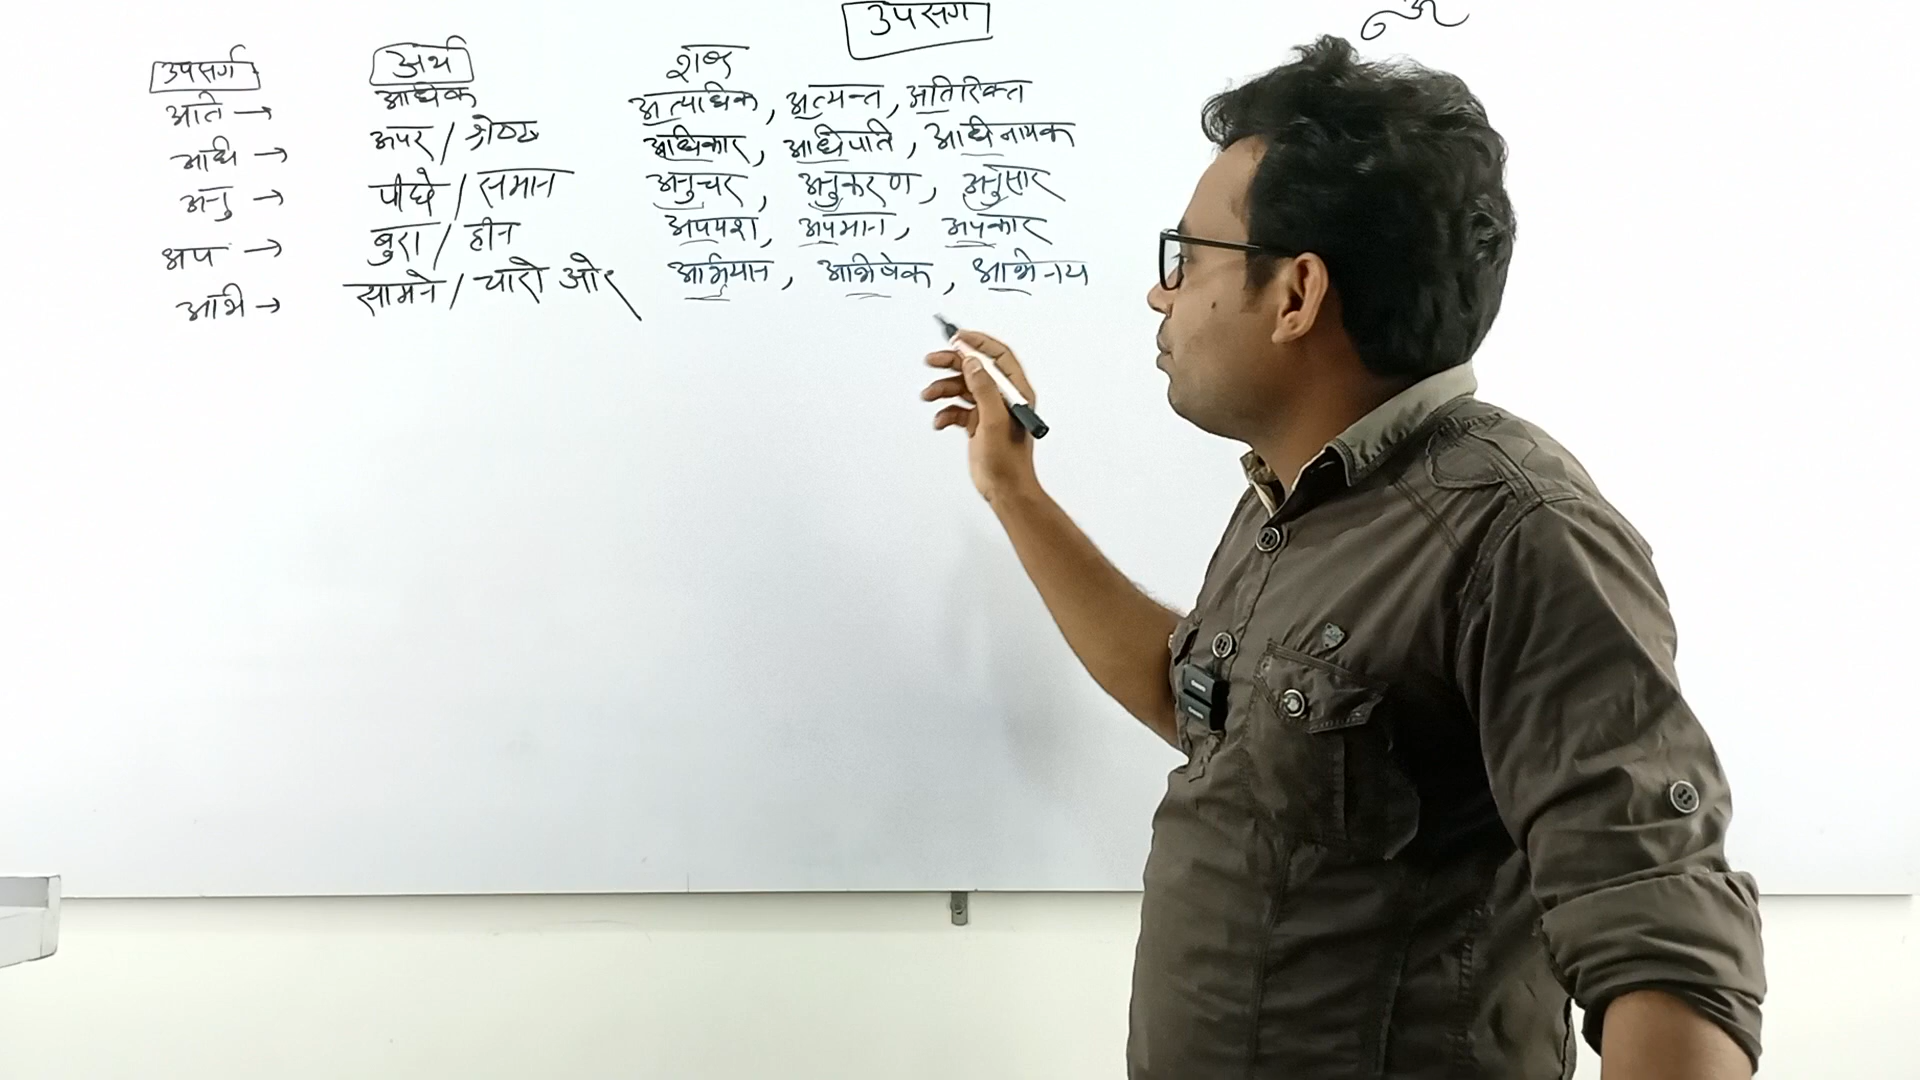 उपसर्ग
उपसर्ग अर्थ शब्द
अति → अधिक अत्यधिक, अत्यन्त, अतिरिक्त
अधि → ऊपर / श्रेष्ठ अधिकार, अधिपति, अधिनायक
अनु → पीछे / समान अनुचर, अनुकरण, अनुसार
अप → बुरा / हीन अपयश, अपमान, अपकार
अभि → सामने / चारो ओर अभियान, अभिषेक, अभिनय